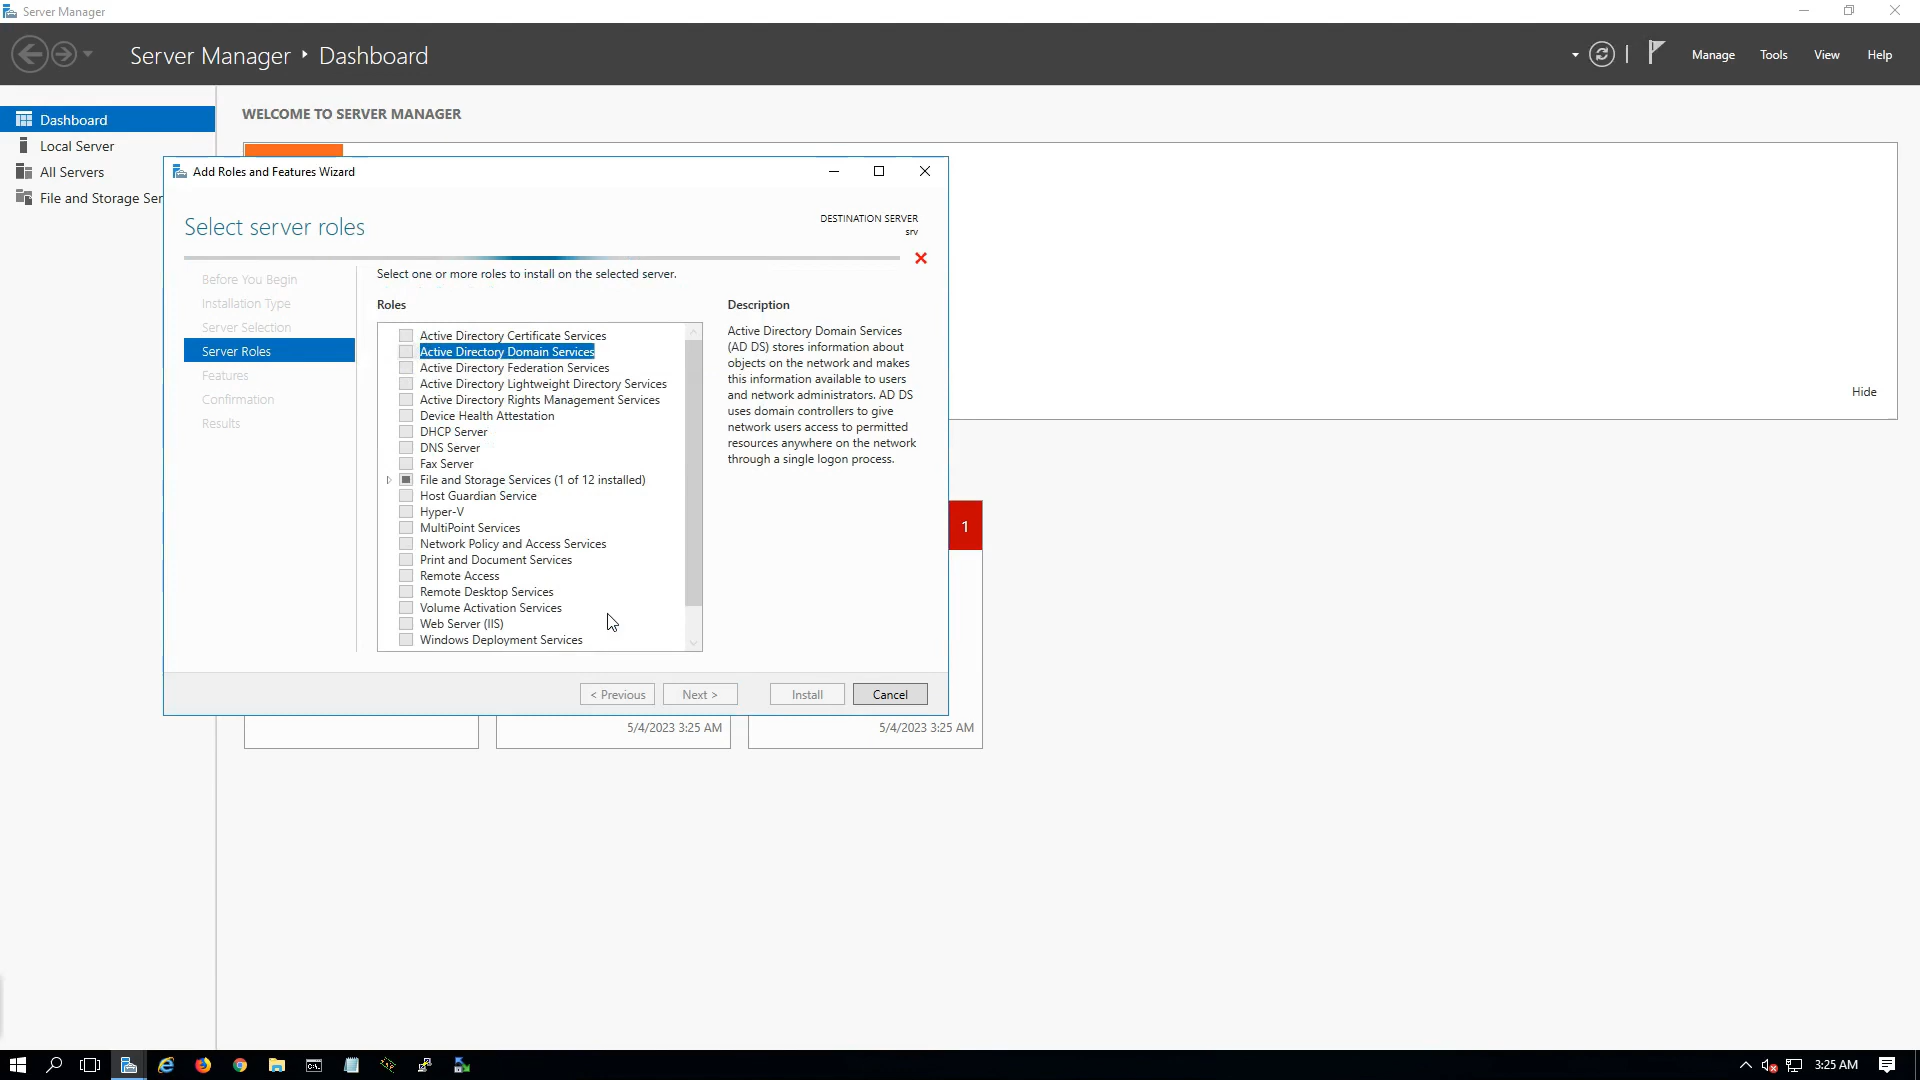 Server Manager
Server Manager • Dashboard
Manage
Tools
View
Help
Dashboard
Local Server
All Servers
File and Storage Ser
WELCOME TO SERVER MANAGER
Add Roles and Features Wizard
Select server roles
DESTINATION SERVER
srv
Before You Begin
Installation Type
Server Selection
Server Roles
Features
Confirmation
Results
Select one or more roles to install on the selected server.
Roles
Active Directory Certificate Services
Active Directory Domain Services
Active Directory Federation Services
Active Directory Lightweight Directory Services
Active Directory Rights Management Services
Device Health Attestation
DHCP Server
DNS Server
Fax Server
File and Storage Services (1 of 12 installed)
Host Guardian Service
Hyper-V
MultiPoint Services
Network Policy and Access Services
Print and Document Services
Remote Access
Remote Desktop Services
Volume Activation Services
Web Server (IIS)
Windows Deployment Services
Description
Active Directory Domain Services
(AD DS) stores information about
objects on the network and makes
this information available to users
and network administrators. AD DS
uses domain controllers to give
network users access to permitted
resources anywhere on the network
through a single logon process.
< Previous
Next >
Install
Cancel
Hide
1
5/4/2023 3:25 AM
5/4/2023 3:25 AM
3:25 AM